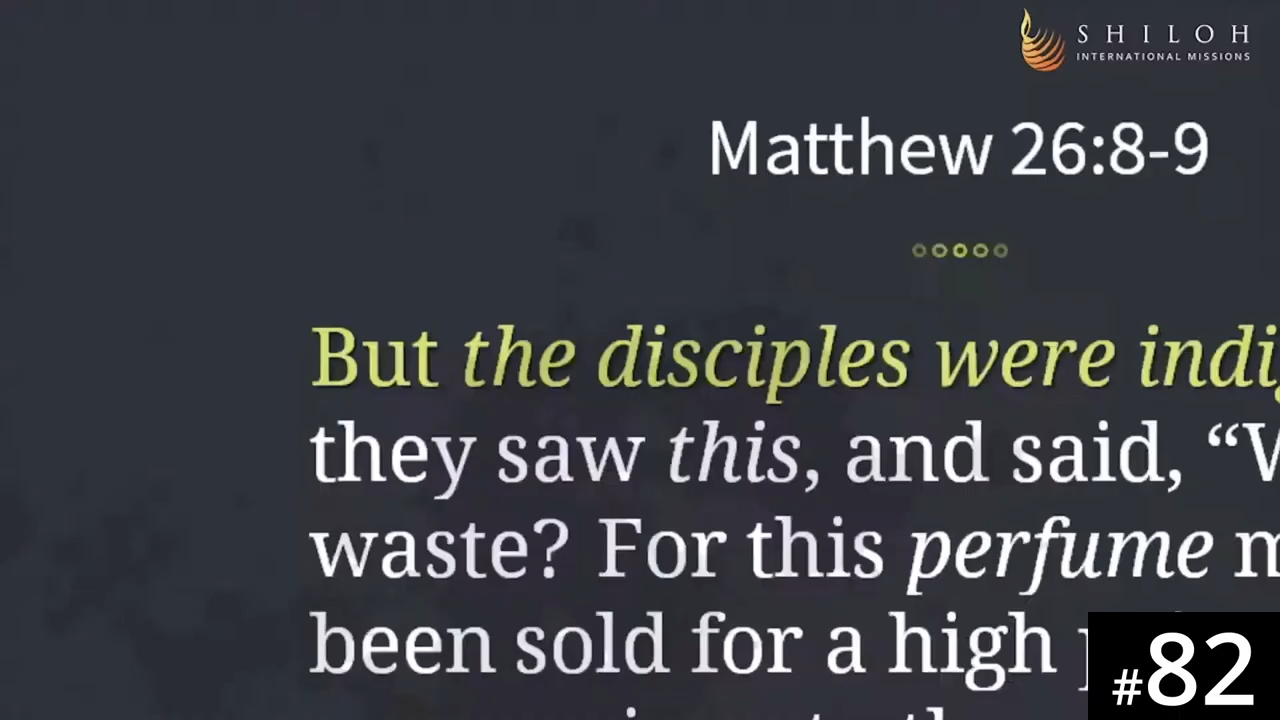 SHILOH
INTERNATIONAL MISSIONS
Matthew 26:8-9
But the disciples were
they saw this, and said,
waste? For this perfume
been sold for a high
#82